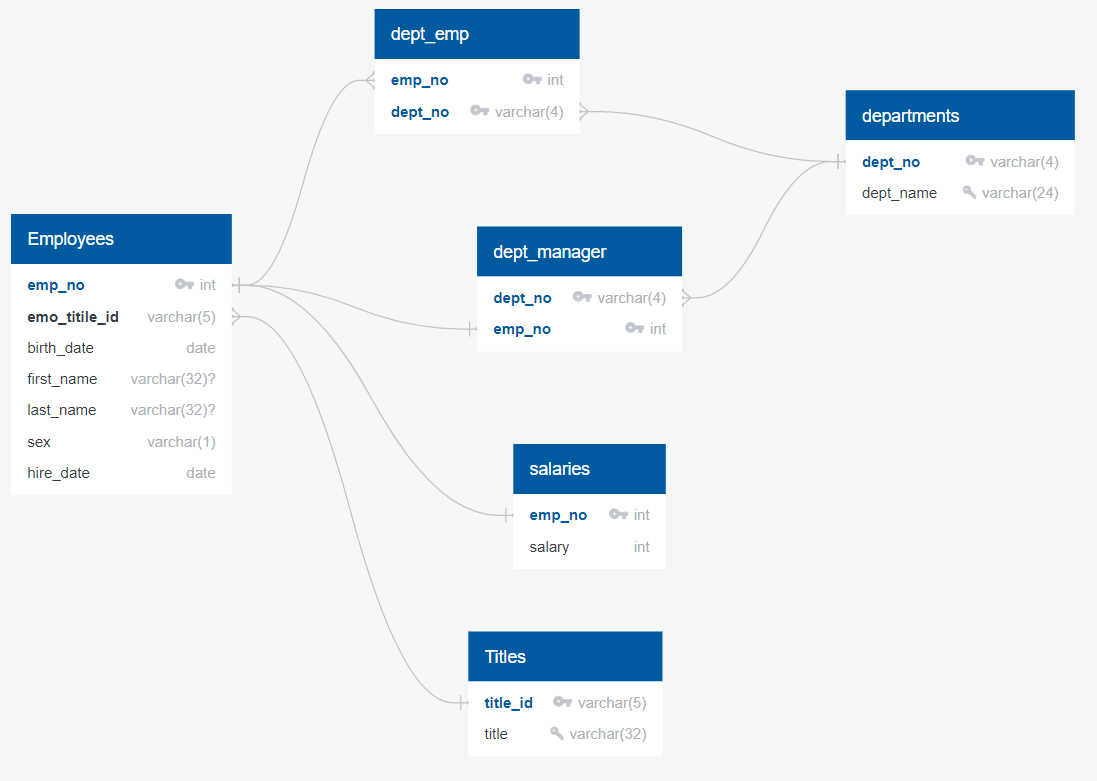 dept_emp
emp_no int
dept_no varchar(4)
departments
dept_no varchar(4)
dept_name varchar(24)
Employees
emp_no int
emo_titile_id varchar(5)
birth_date date
first_name varchar(32)?
last_name varchar(32)?
sex varchar(1)
hire_date date
dept_manager
dept_no varchar(4)
emp_no int
salaries
emp_no int
salary int
Titles
title_id varchar(5)
title varchar(32)